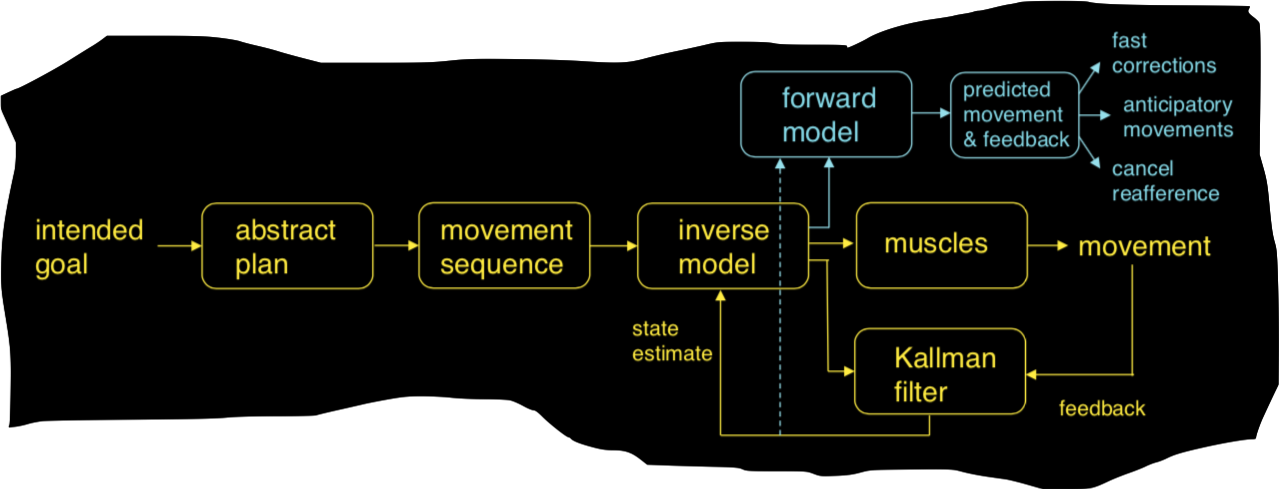 fast
corrections
forward
model
predicted
movement
& feedback
anticipatory
movements
cancel
reafference
intended
goal
abstract
plan
movement
sequence
inverse
model
muscles
movement
state
estimate
Kallman
filter
feedback